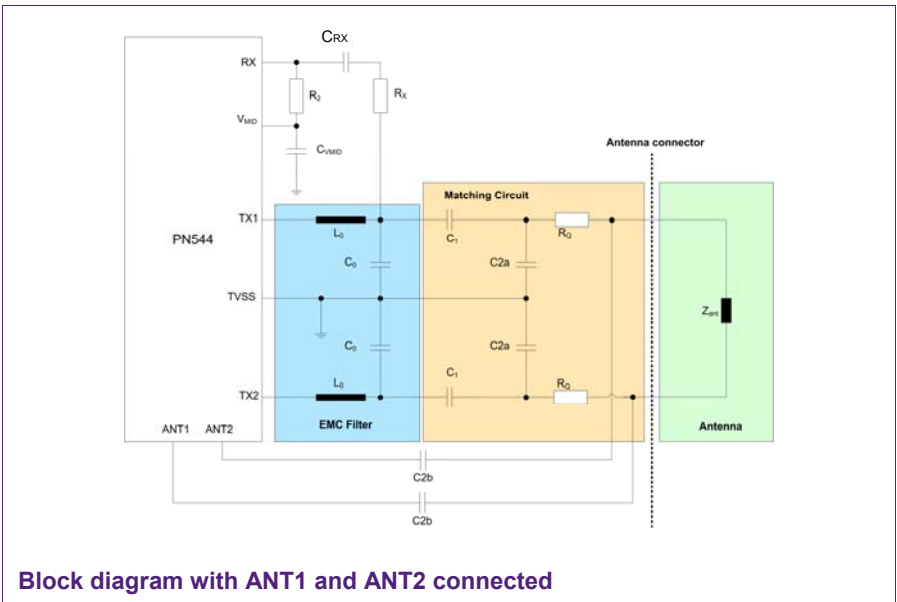 CRX
RX
R2
RX
VMID
CVMID
Antenna connector
Matching Circuit
TX1
PN544
L0
C1
RQ
C0
C2a
TVSS
Zant
C0
C2a
L0
C1
RQ
TX2
EMC Filter
Antenna
ANT1 ANT2
C2b
C2b
Block diagram with ANT1 and ANT2 connected